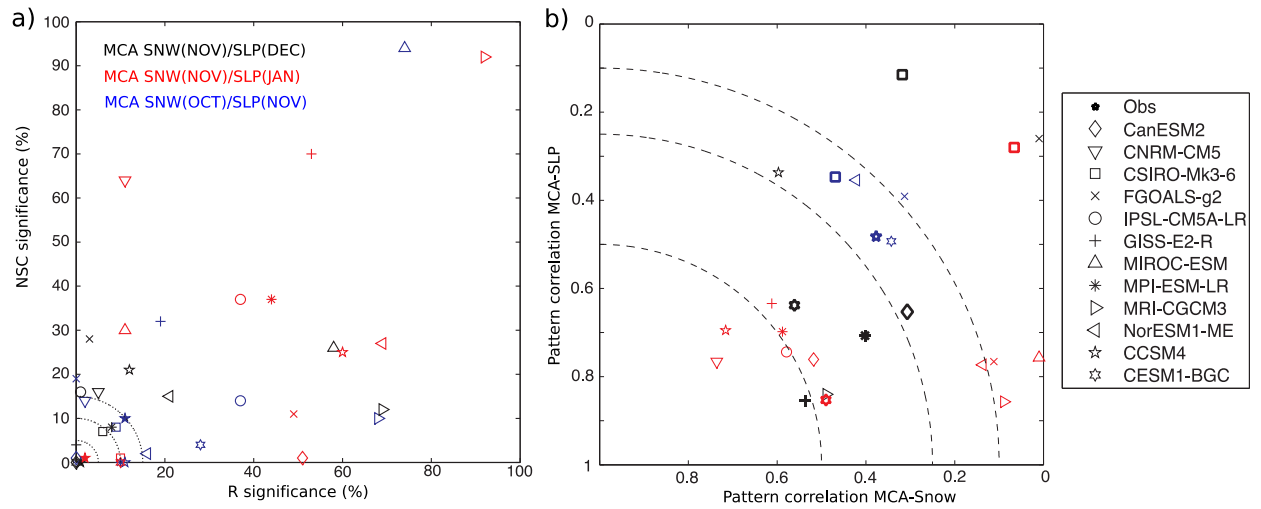 a)
100
90
80
70
60
50
40
30
20
10
0
NSC significance (%)
MCA SNW(NOV)/SLP(DEC)
MCA SNW(NOV)/SLP(JAN)
MCA SNW(OCT)/SLP(NOV)
0 20 40 60 80 100
R significance (%)
b)
0
0.2
0.4
0.6
0.8
1
Pattern correlation MCA-SLP
0.8 0.6 0.4 0.2 0
Pattern correlation MCA-Snow
Obs
CanESM2
CNRM-CM5
CSIRO-Mk3-6
FGOALS-g2
IPSL-CM5A-LR
GISS-E2-R
MIROC-ESM
MPI-ESM-LR
MRI-CGCM3
NorESM1-ME
CCSM4
CESM1-BGC